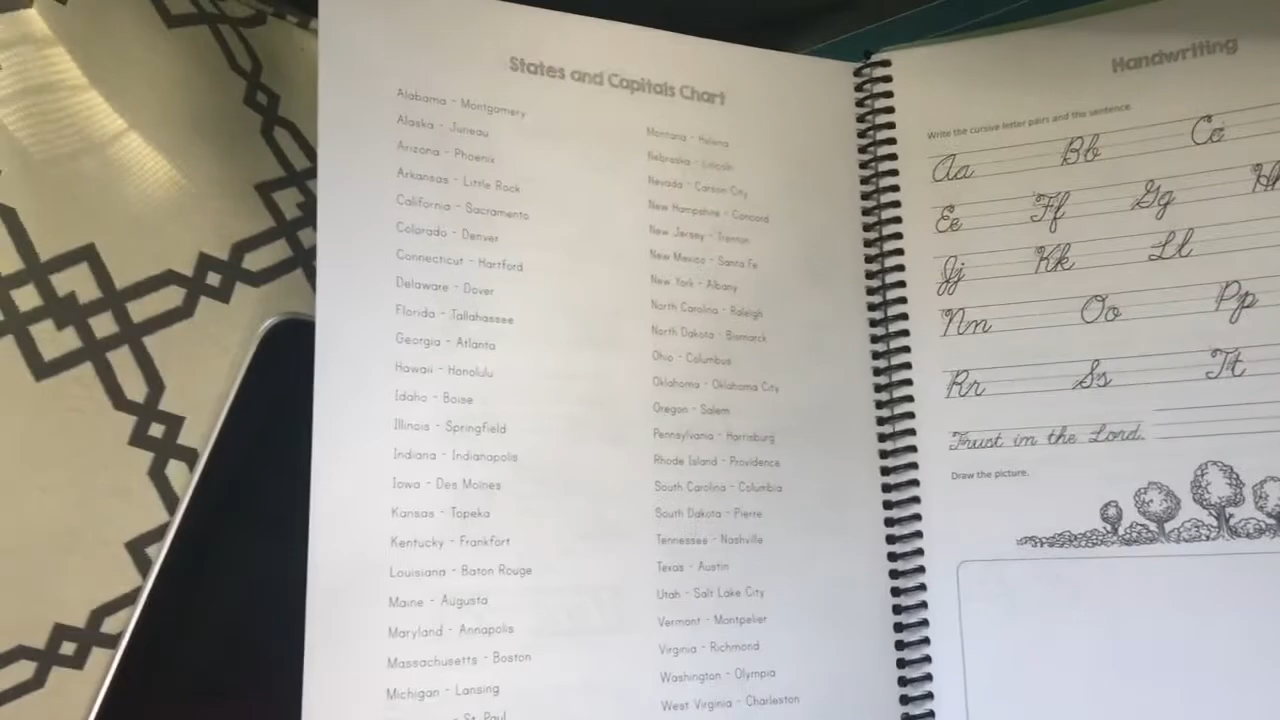 States and Capitals Chart
Alabama - Montgomery
Alaska - Juneau
Arizona - Phoenix
Arkansas - Little Rock
California - Sacramento
Colorado - Denver
Connecticut - Hartford
Delaware - Dover
Florida - Tallahassee
Georgia - Atlanta
Hawaii - Honolulu
Idaho - Boise
Illinois - Springfield
Indiana - Indianapolis
Iowa - Des Moines
Kansas - Topeka
Kentucky - Frankfort
Louisiana - Baton Rouge
Maine - Augusta
Maryland - Annapolis
Massachusetts - Boston
Michigan - Lansing
- St. Paul
Montana - Helena
Nebraska - Lincoln
Nevada - Carson City
New Hampshire - Concord
New Jersey - Trenton
New Mexico - Santa Fe
New York - Albany
North Carolina - Raleigh
North Dakota - Bismarck
Ohio - Columbus
Oklahoma - Oklahoma City
Oregon - Salem
Pennsylvania - Harrisburg
Rhode Island - Providence
South Carolina - Columbia
South Dakota - Pierre
Tennessee - Nashville
Texas - Austin
Utah - Salt Lake City
Vermont - Montpelier
Virginia - Richmond
Washington - Olympia
West Virginia - Charleston
Handwriting
Write the cursive letter pairs and the sentence.
Aa Bb Cc
Ee Ff Gg Hh
Jj Kk Ll
Nn Oo Pp
Rr Ss Tt
Trust in the Lord.
Draw the picture.